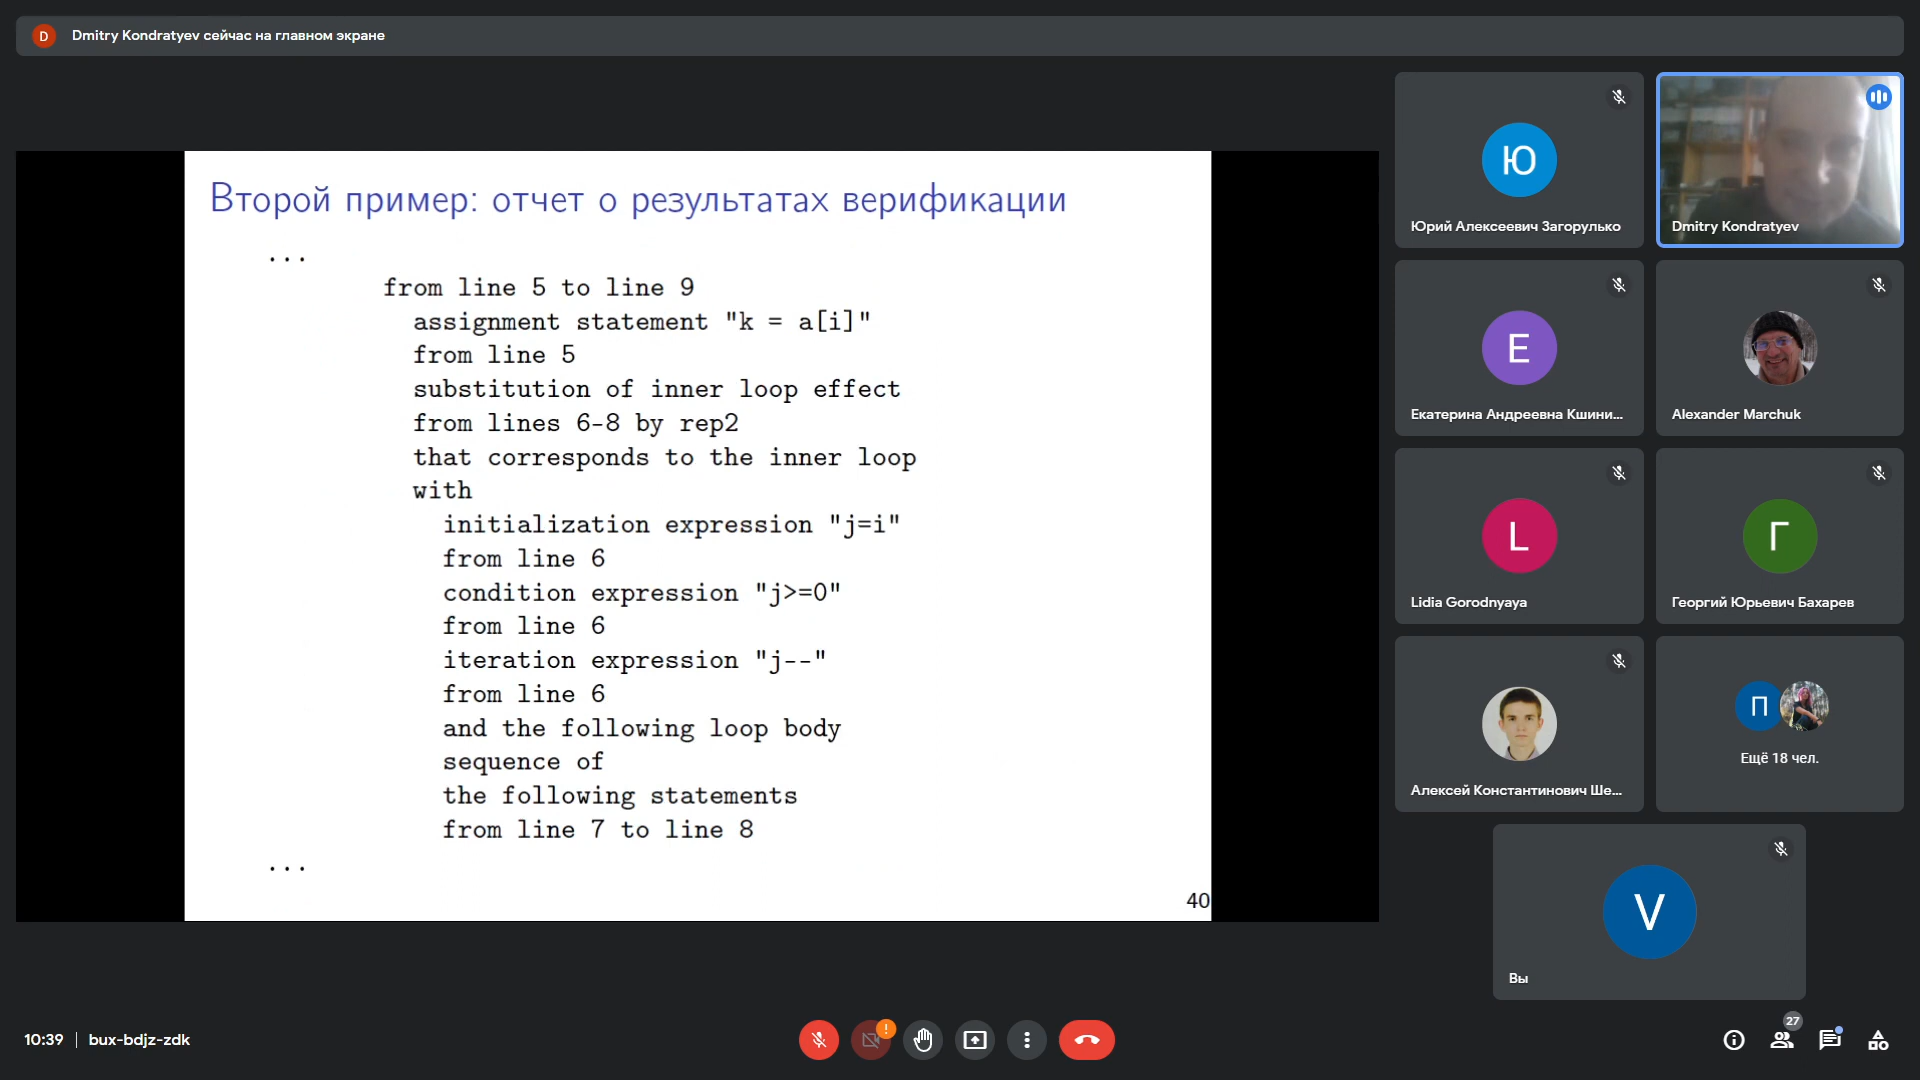 D
Dmitry Kondratyev сейчас на главном экране
Второй пример: отчет о результатах верификации
...
from line 5 to line 9
assignment statement "k = a[i]"
from line 5
substitution of inner loop effect
from lines 6-8 by rep2
that corresponds to the inner loop
with
initialization expression "j=i"
from line 6
condition expression "j>=0"
from line 6
iteration expression "j--"
from line 6
and the following loop body
sequence of
the following statements
from line 7 to line 8
...
40
Ю
Юрий Алексеевич Загорулько
Dmitry Kondratyev
Е
Екатерина Андреевна Кшини...
Alexander Marchuk
L
Lidia Gorodnyaya
Г
Георгий Юрьевич Бахарев
Алексей Константинович Ше...
П
Ещё 18 чел.
V
Вы
10:39
bux-bdjz-zdk
!
27